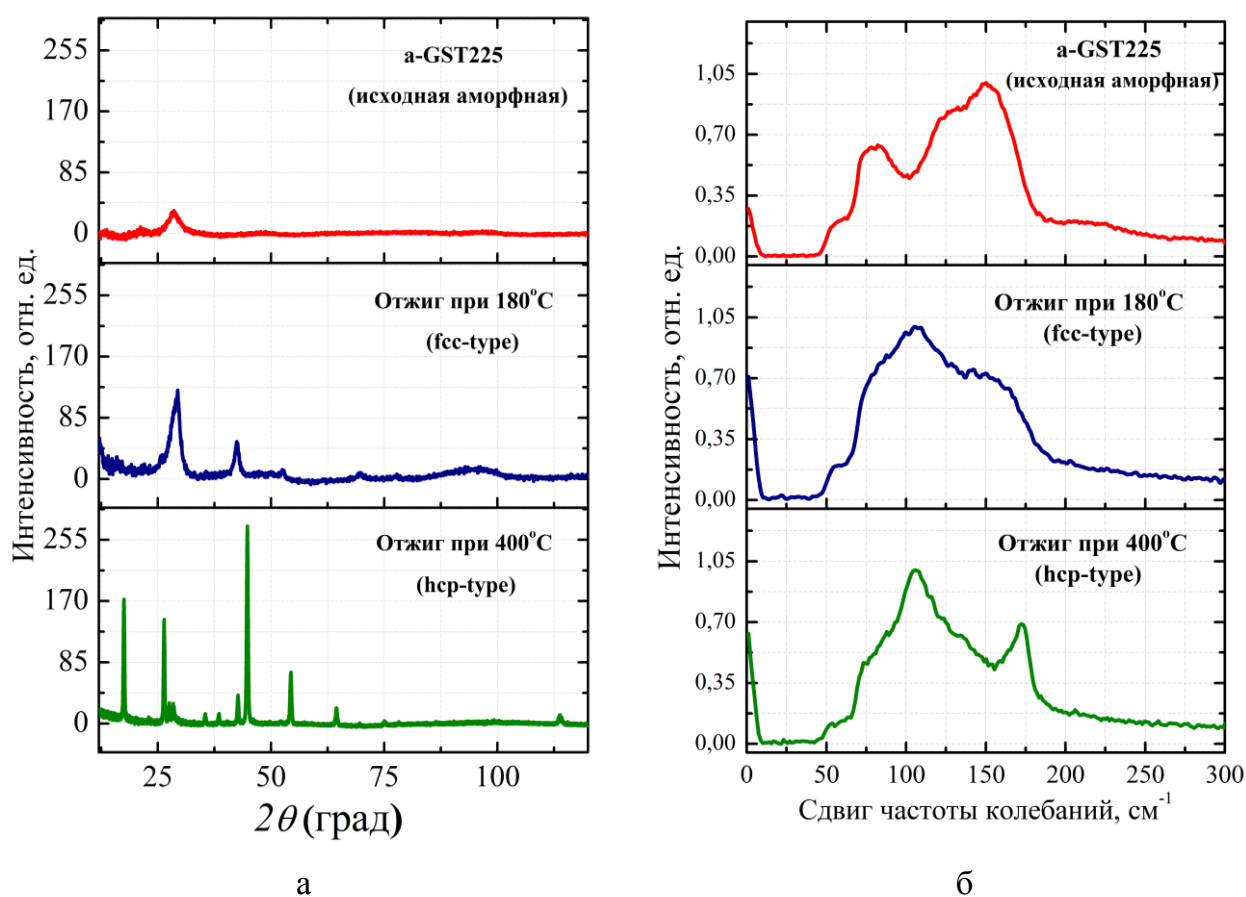 Интенсивность, отн. ед.
255
170
85
0
a-GST225
(исходная аморфная)
255
170
85
0
Отжиг при 180°C
(fcc-type)
255
170
85
0
Отжиг при 400°C
(hcp-type)
25 50 75 100
2θ (град)
а
Интенсивность, отн. ед.
1,05
0,70
0,35
0,00
a-GST225
(исходная аморфная)
1,05
0,70
0,35
0,00
Отжиг при 180°C
(fcc-type)
1,05
0,70
0,35
0,00
Отжиг при 400°C
(hcp-type)
0 50 100 150 200 250 300
Сдвиг частоты колебаний, см⁻¹
б